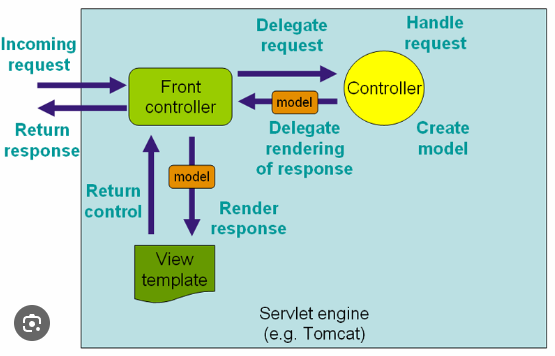 Incoming
request
Return
response
Delegate
request
Handle
request
Front
controller
Controller
model
Delegate
rendering
of response
Create
model
model
Return
control
Render
response
View
template
Servlet engine
(e.g. Tomcat)